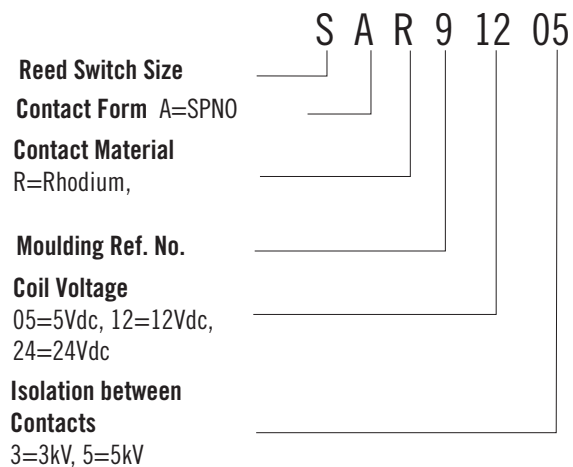 S A R 9 12 05
Reed Switch Size
Contact Form A=SPNO
Contact Material
R=Rhodium,
Moulding Ref. No.
Coil Voltage
05=5Vdc, 12=12Vdc,
24=24Vdc
Isolation between
Contacts
3=3kV, 5=5kV